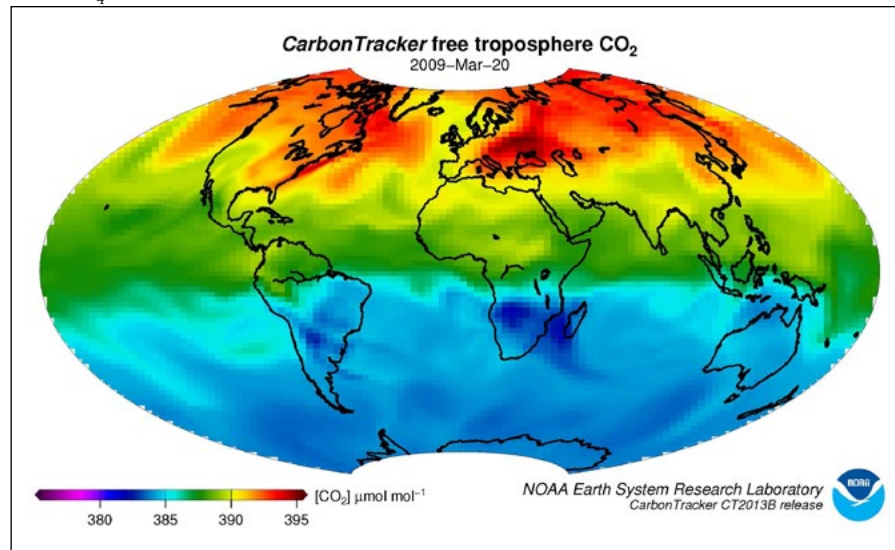 4
CarbonTracker free troposphere CO₂
2009-Mar-20
[CO₂] μmol mol⁻¹
380 385 390 395
NOAA Earth System Research Laboratory
CarbonTracker CT2013B release
NOAA